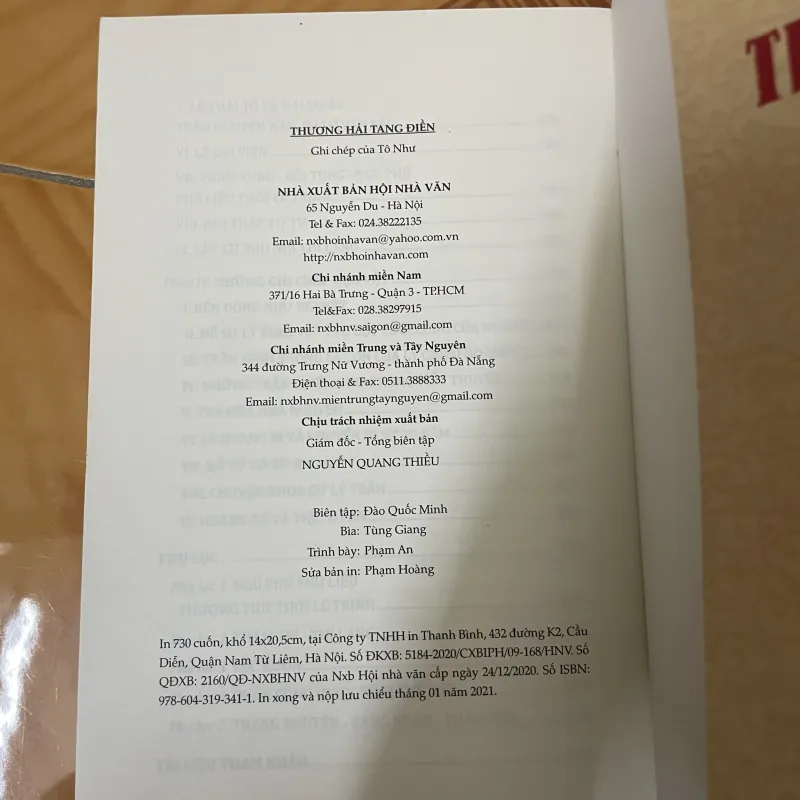 THƯƠNG HẢI TANG ĐIỀN
Ghi chép của Tô Như
NHÀ XUẤT BẢN HỘI NHÀ VĂN
65 Nguyễn Du - Hà Nội
Tel & Fax: 024.38222135
Email: nxbhoinhavan@yahoo.com.vn
http://nxbhoinhavan.com
Chi nhánh miền Nam
371/16 Hai Bà Trưng - Quận 3 - TP.HCM
Tel&Fax: 028.38297915
Email: nxbhnv.saigon@gmail.com
Chi nhánh miền Trung và Tây Nguyên
344 đường Trưng Nữ Vương - thành phố Đà Nẵng
Điện thoại & Fax: 0511.3888333
Email: nxbhnv.mientrungtaynguyen@gmail.com
Chịu trách nhiệm xuất bản
Giám đốc - Tổng biên tập
NGUYỄN QUANG THIỀU
Biên tập: Đào Quốc Minh
Bìa: Tùng Giang
Trình bày: Phạm An
Sửa bản in: Phạm Hoàng
In 730 cuốn, khổ 14x20,5cm, tại Công ty TNHH in Thanh Bình, 432 đường K2, Cầu
Diễn, Quận Nam Từ Liêm, Hà Nội. Số ĐKXB: 5184-2020/CXBIPH/09-168/HNV. Số
QĐXB: 2160/QĐ-NXBHNV của Nxb Hội nhà văn cấp ngày 24/12/2020. Số ISBN:
978-604-319-341-1. In xong và nộp lưu chiểu tháng 01 năm 2021.